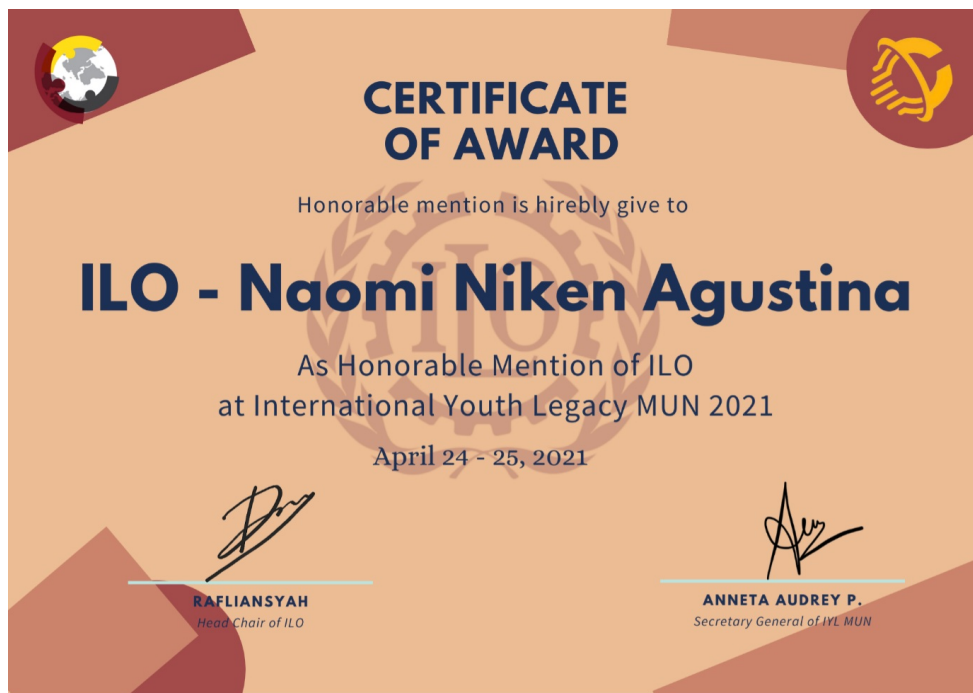 CERTIFICATE
OF AWARD
Honorable mention is hirebly give to
ILO - Naomi Niken Agustina
As Honorable Mention of ILO
at International Youth Legacy MUN 2021
April 24 - 25, 2021
ILO
RAFLIANSYAH
Head Chair of ILO
ANNETA AUDREY P.
Secretary General of IYL MUN